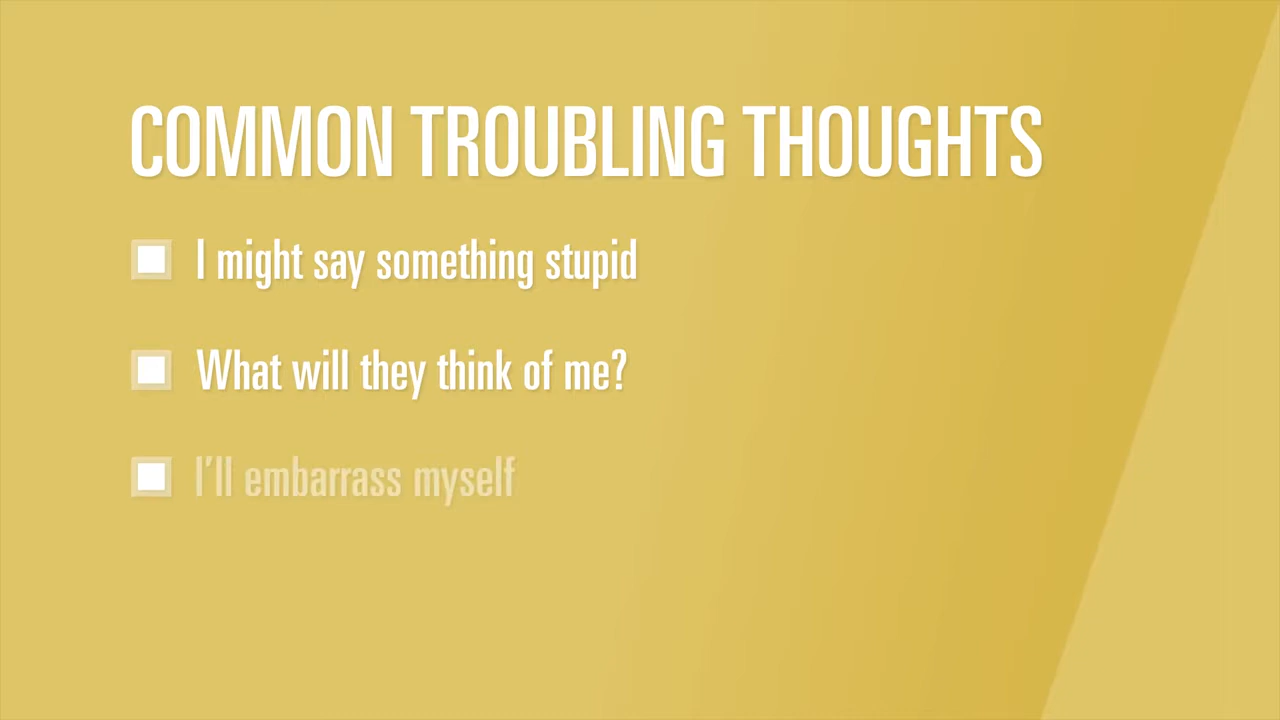 COMMON TROUBLING THOUGHTS
I might say something stupid
What will they think of me?
I'll embarrass myself